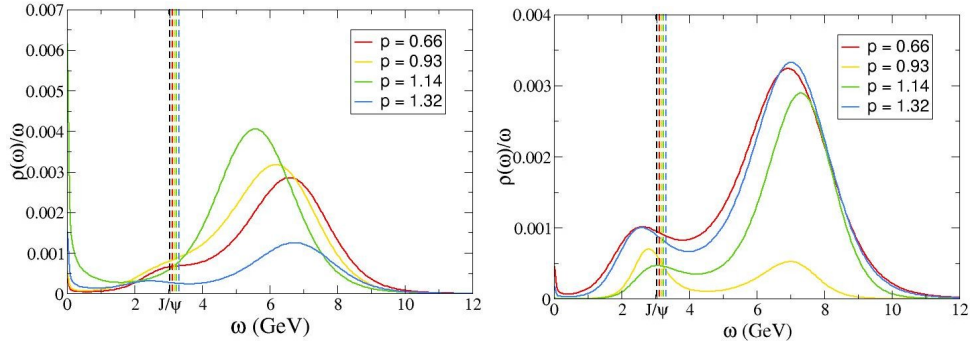 0.007
0.006
0.005
0.004
0.003
0.002
0.001
0
ρ(ω)/ω
p = 0.66
p = 0.93
p = 1.14
p = 1.32
0 2 J/ψ 4 6 8 10 12
ω (GeV)
0.004
0.003
0.002
0.001
0
ρ(ω)/ω
p = 0.66
p = 0.93
p = 1.14
p = 1.32
0 2 J/ψ 4 6 8 10 12
ω (GeV)